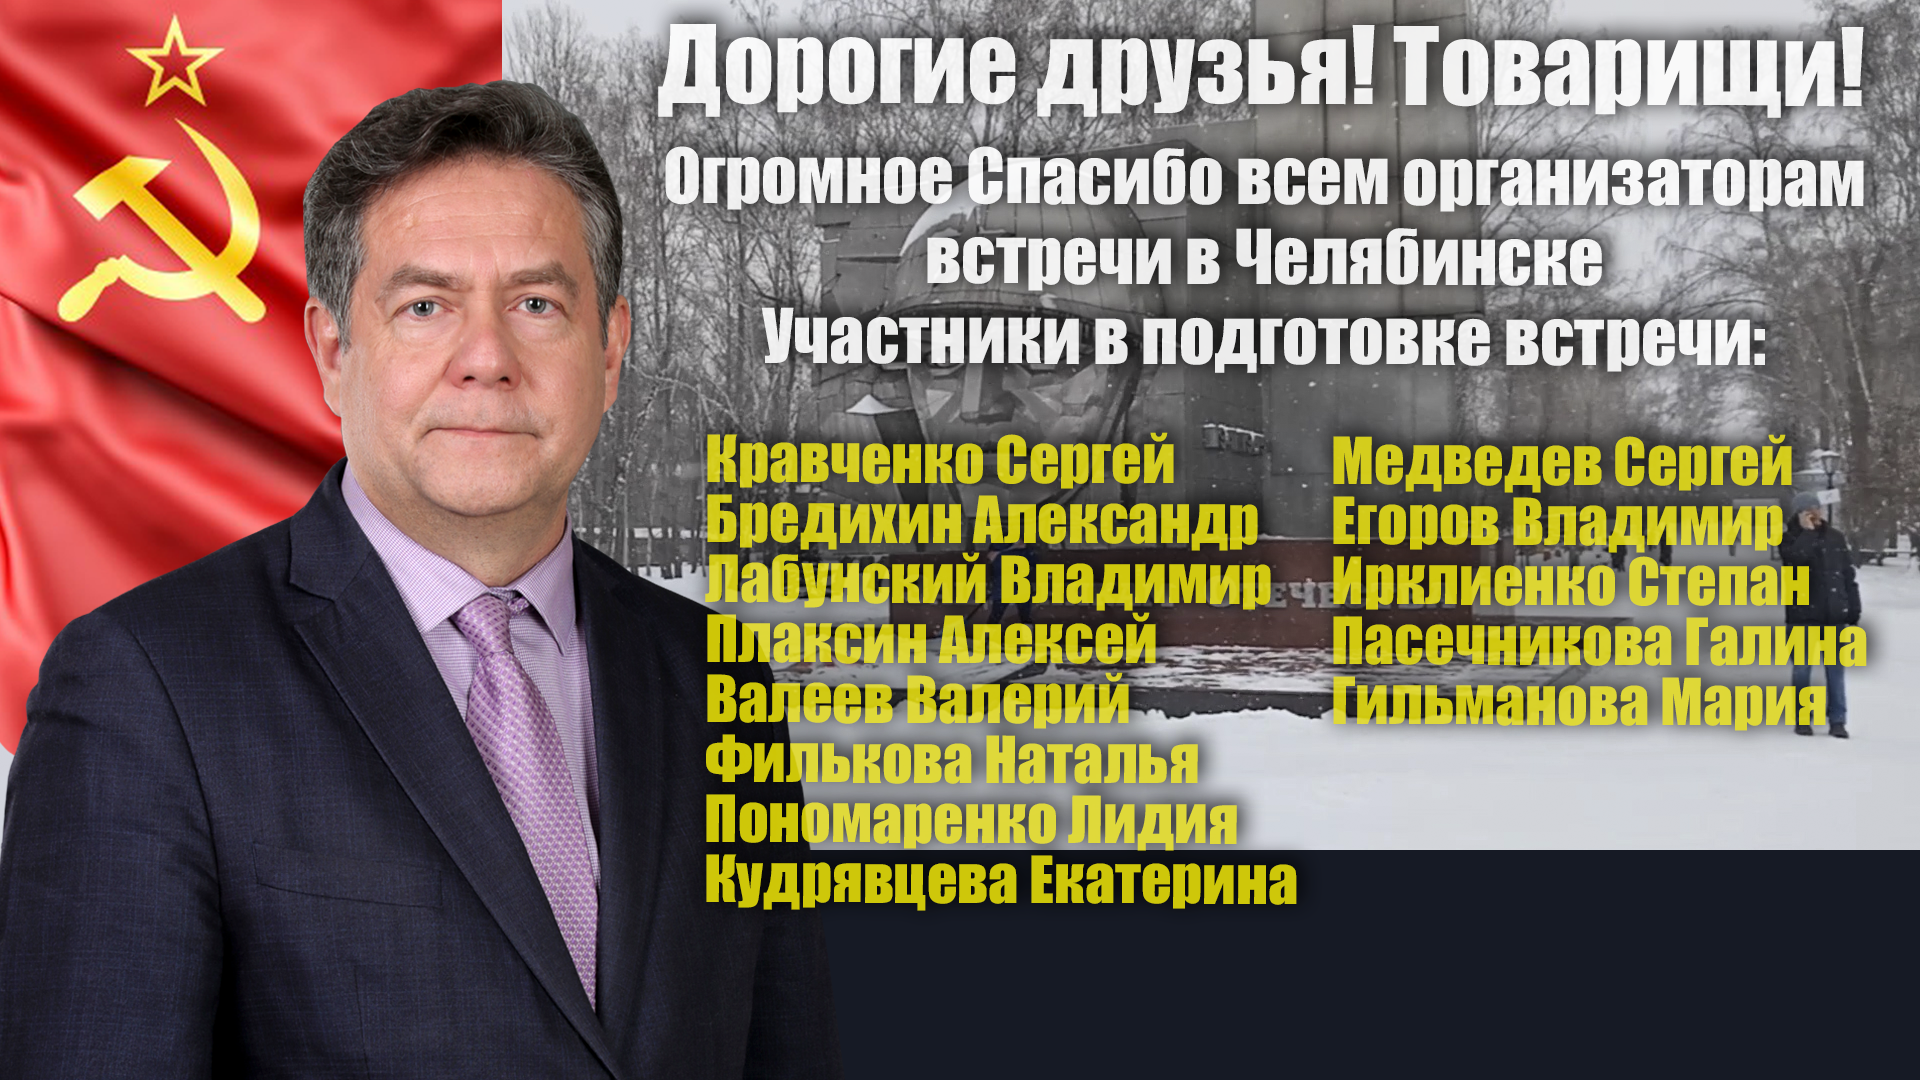 Дорогие друзья! Товарищи!
Огромное Спасибо всем организаторам
встречи в Челябинске
Участники в подготовке встречи:
Кравченко Сергей
Бредихин Александр
Лабунский Владимир
Плаксин Алексей
Валеев Валерий
Филькова Наталья
Пономаренко Лидия
Кудрявцева Екатерина
Медведев Сергей
Егоров Владимир
Ирклиенко Степан
Пасечникова Галина
Гильманова Мария